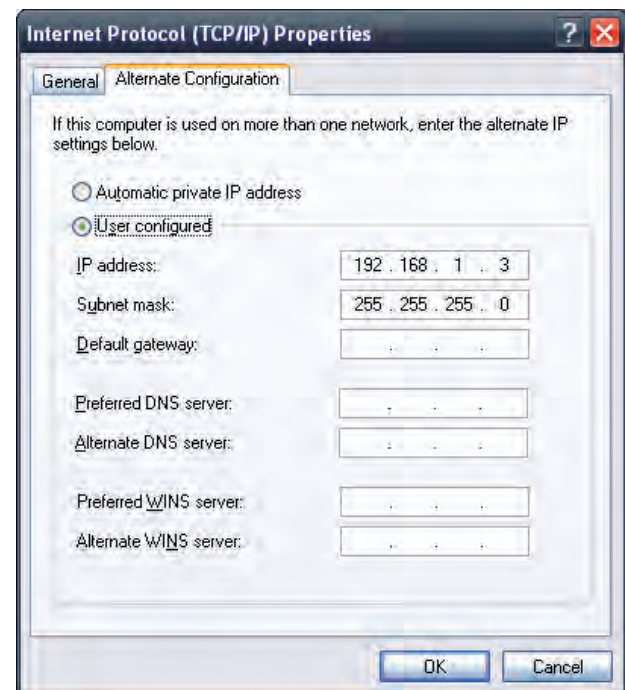 Internet Protocol (TCP/IP) Properties
General Alternate Configuration
If this computer is used on more than one network, enter the alternate IP
settings below.
Automatic private IP address
User configured
IP address: 192 . 168 . 1 . 3
Subnet mask: 255 . 255 . 255 . 0
Default gateway: . . .
Preferred DNS server: . . .
Alternate DNS server: . . .
Preferred WINS server: . . .
Alternate WINS server: . . .
OK Cancel